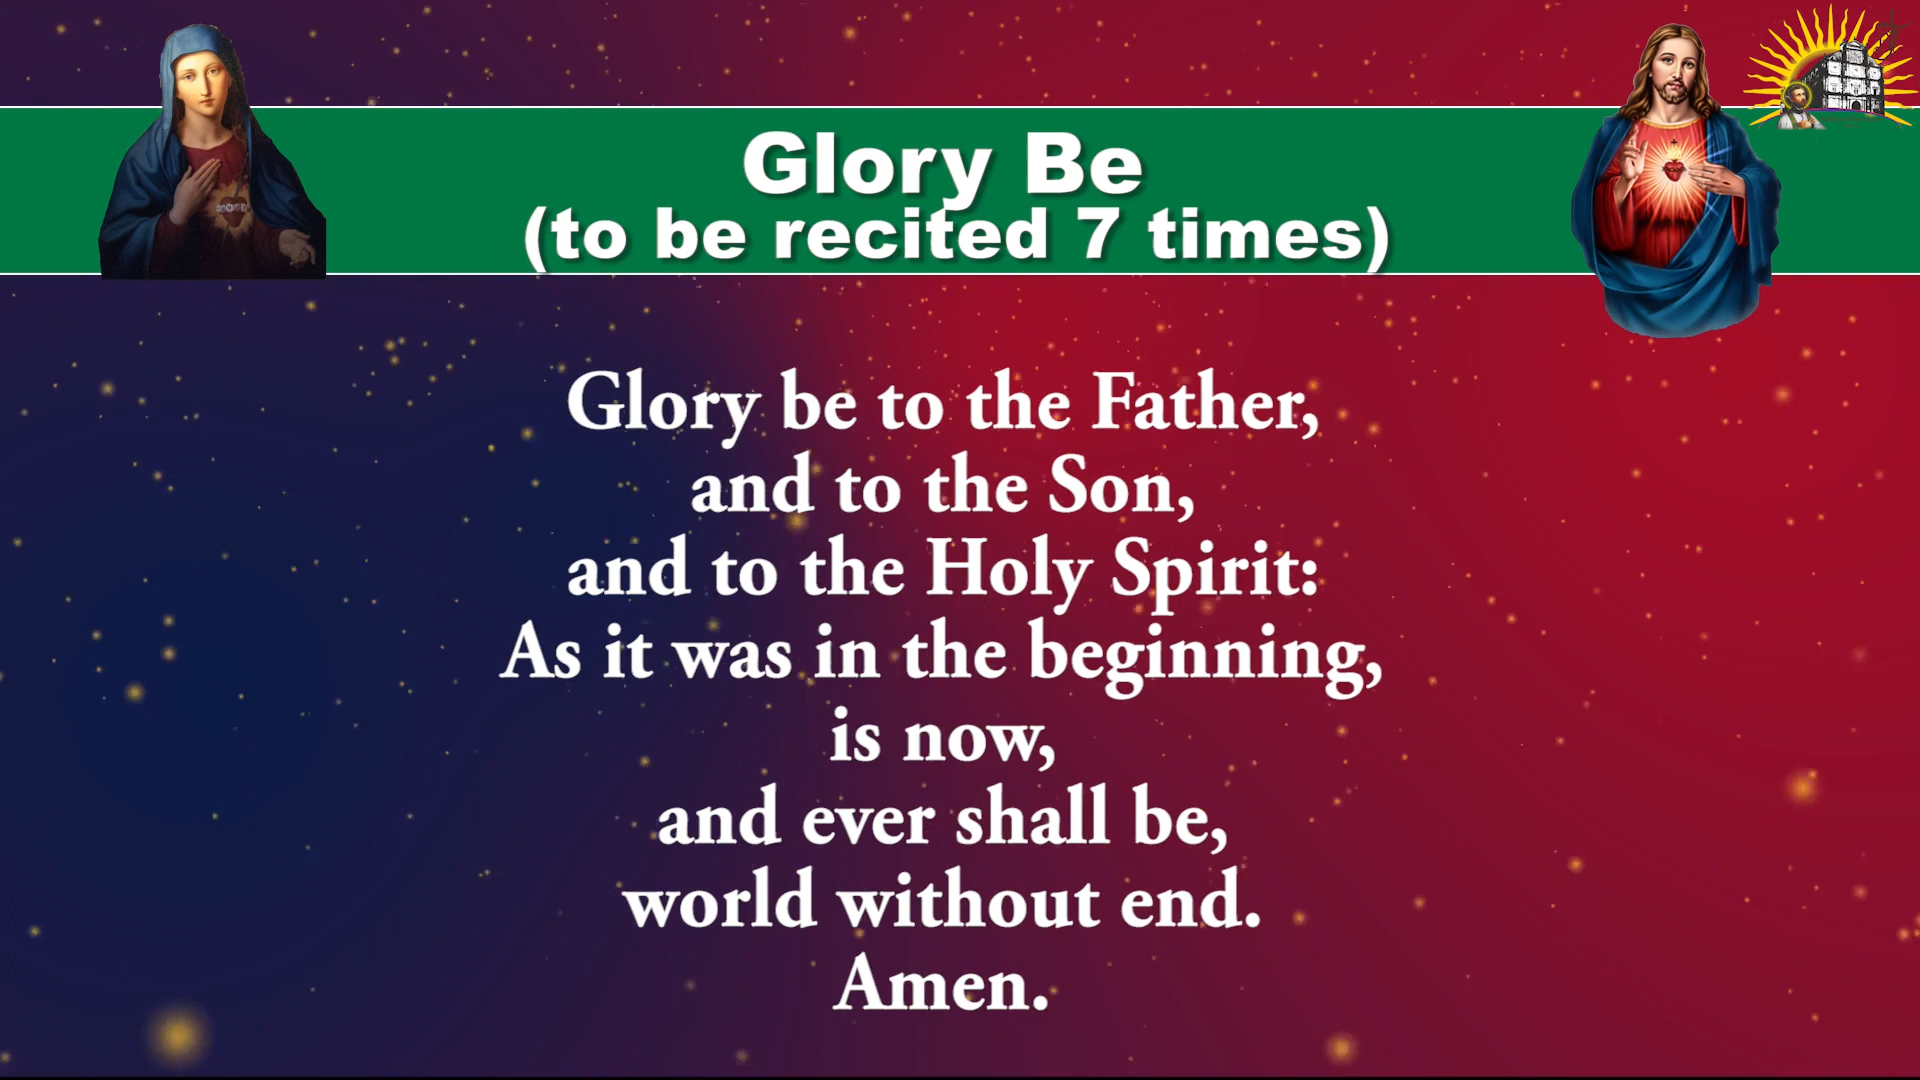 Glory Be
(to be recited 7 times)
Glory be to the Father,
and to the Son,
and to the Holy Spirit:
As it was in the beginning,
is now,
and ever shall be,
world without end.
Amen.